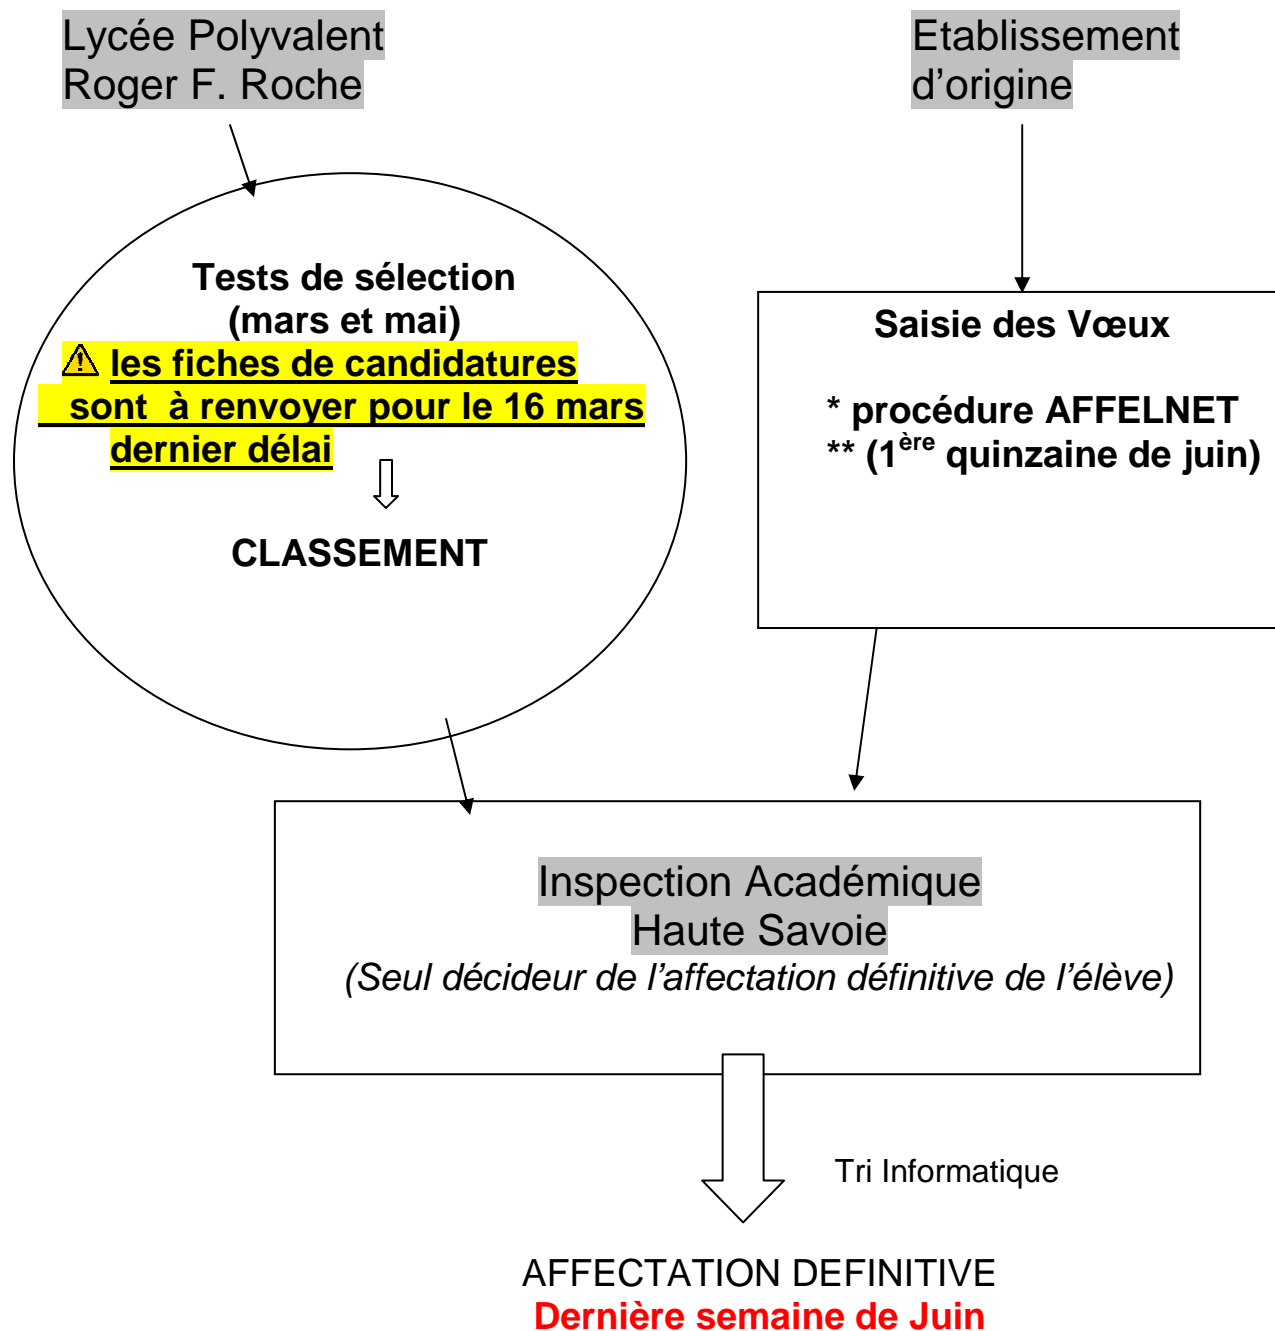 Lycée Polyvalent
Roger F. Roche
Etablissement
d'origine
Tests de sélection
(mars et mai)
les fiches de candidatures
sont à renvoyer pour le 16 mars
dernier délai
CLASSEMENT
Saisie des Vœux
* procédure AFFELNET
** (1ère quinzaine de juin)
Inspection Académique
Haute Savoie
(Seul décideur de l'affectation définitive de l'élève)
Tri Informatique
AFFECTATION DEFINITIVE
Dernière semaine de Juin